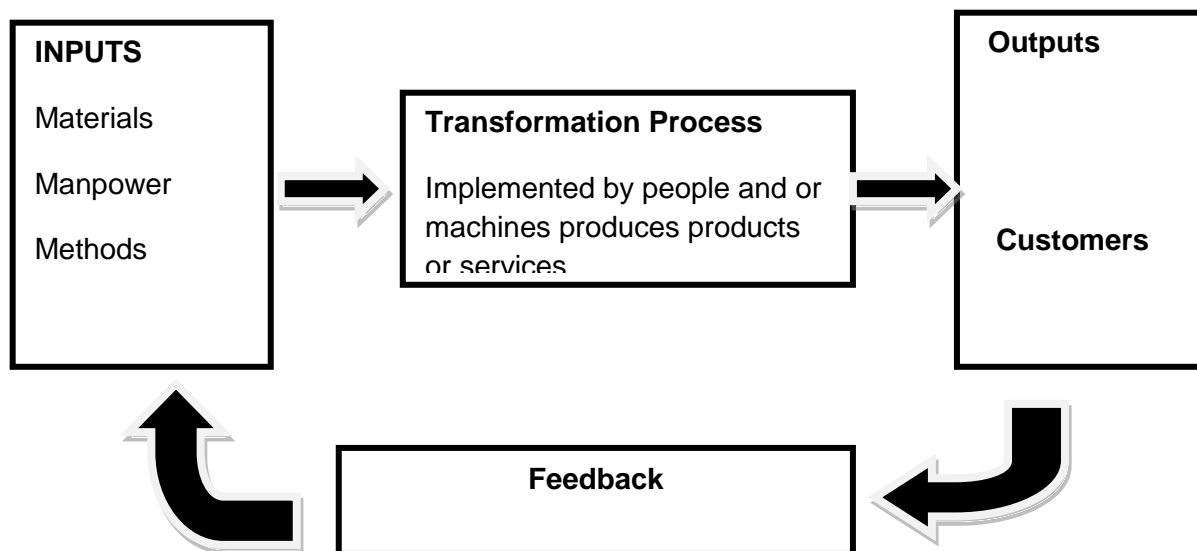 INPUTS
Materials
Manpower
Methods
Transformation Process
Implemented by people and or
machines produces products
or services
Outputs
Customers
Feedback